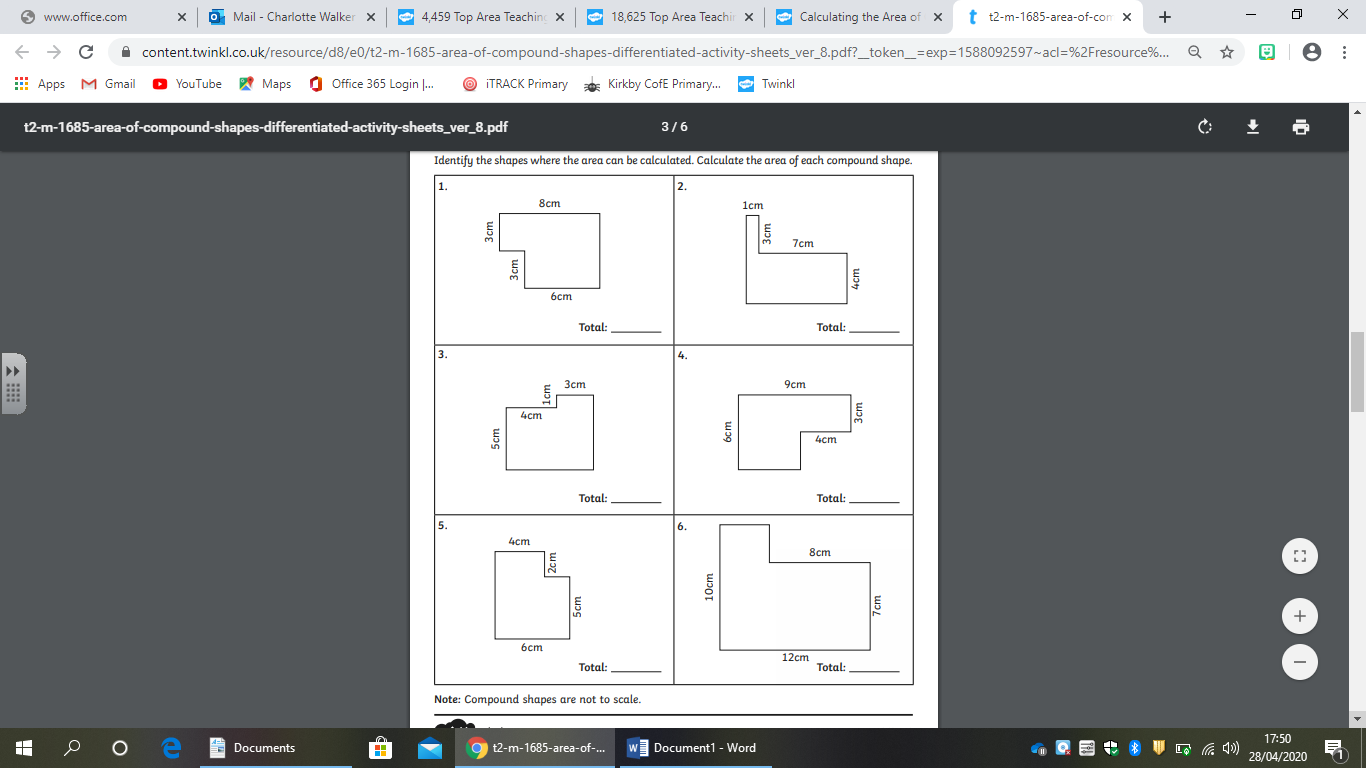 www.office.com
Mail - Charlotte Walker
4,459 Top Area Teaching
18,625 Top Area Teachin
Calculating the Area of
t2-m-1685-area-of-com
content.twinkl.co.uk/resource/d8/e0/t2-m-1685-area-of-compound-shapes-differentiated-activity-sheets_ver_8.pdf?__token__=exp=1588092597~acl=%2Fresource%...
Apps
Gmail
YouTube
Maps
Office 365 Login |...
iTRACK Primary
Kirkby CofE Primary...
Twinkl
t2-m-1685-area-of-compound-shapes-differentiated-activity-sheets_ver_8.pdf
3 / 6
Identify the shapes where the area can be calculated. Calculate the area of each compound shape.
1.
8cm
3cm
3cm
6cm
Total: ________
2.
1cm
3cm
7cm
4cm
Total: ________
3.
3cm
1cm
4cm
5cm
Total: ________
4.
9cm
3cm
6cm
4cm
Total: ________
5.
4cm
2cm
5cm
6cm
Total: ________
6.
8cm
10cm
7cm
12cm
Total: ________
Note: Compound shapes are not to scale.
Documents
t2-m-1685-area-of-...
Document1 - Word
17:50
28/04/2020
1